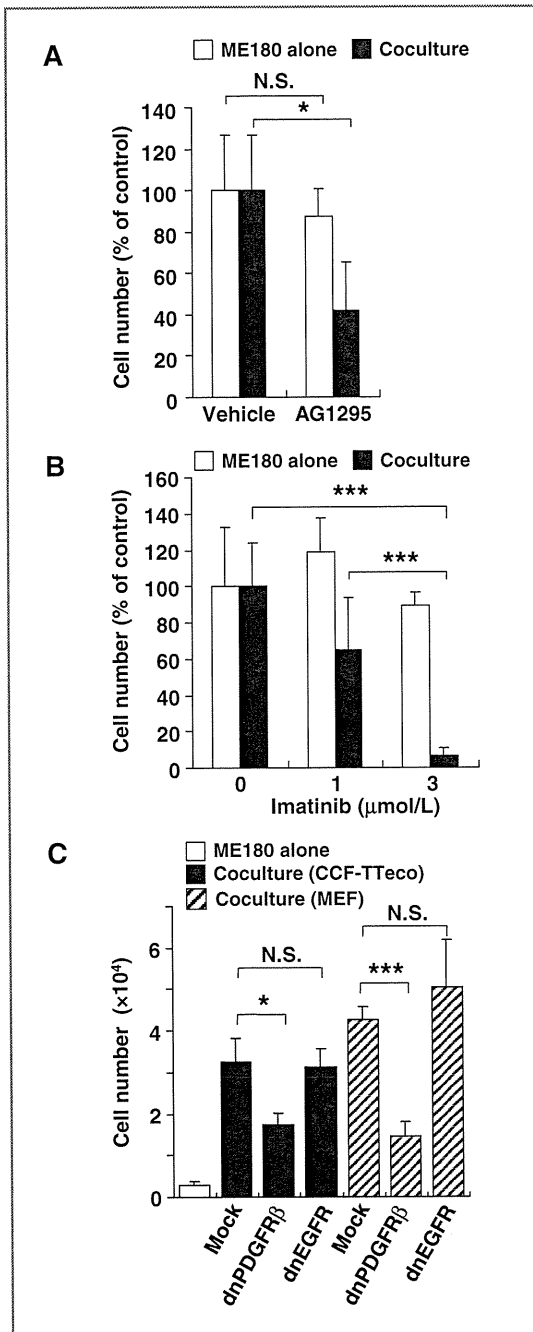 A
ME180 alone Coculture
N.S.
*
140
120
100
80
60
40
20
0
Cell number (% of control)
Vehicle AG1295
B
ME180 alone Coculture
***
***
160
140
120
100
80
60
40
20
0
Cell number (% of control)
0 1 3
Imatinib (μmol/L)
C
ME180 alone
Coculture (CCF-TTeco)
Coculture (MEF)
N.S.
N.S.
***
*
6
4
2
0
Cell number (×10⁴)
Mock
dnPDGFRβ
dnEGFR
Mock
dnPDGFRβ
dnEGFR